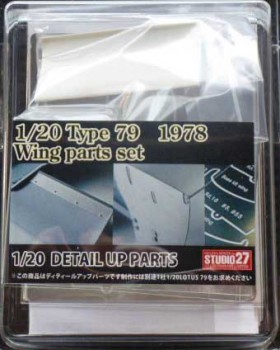 1/20 Type 79 1978
Wing parts set
1/20 DETAIL UP PARTS
STUDIO27
※この商品はディティールアップパーツです制作には別途T社1/20LOTUS 79をお求めください